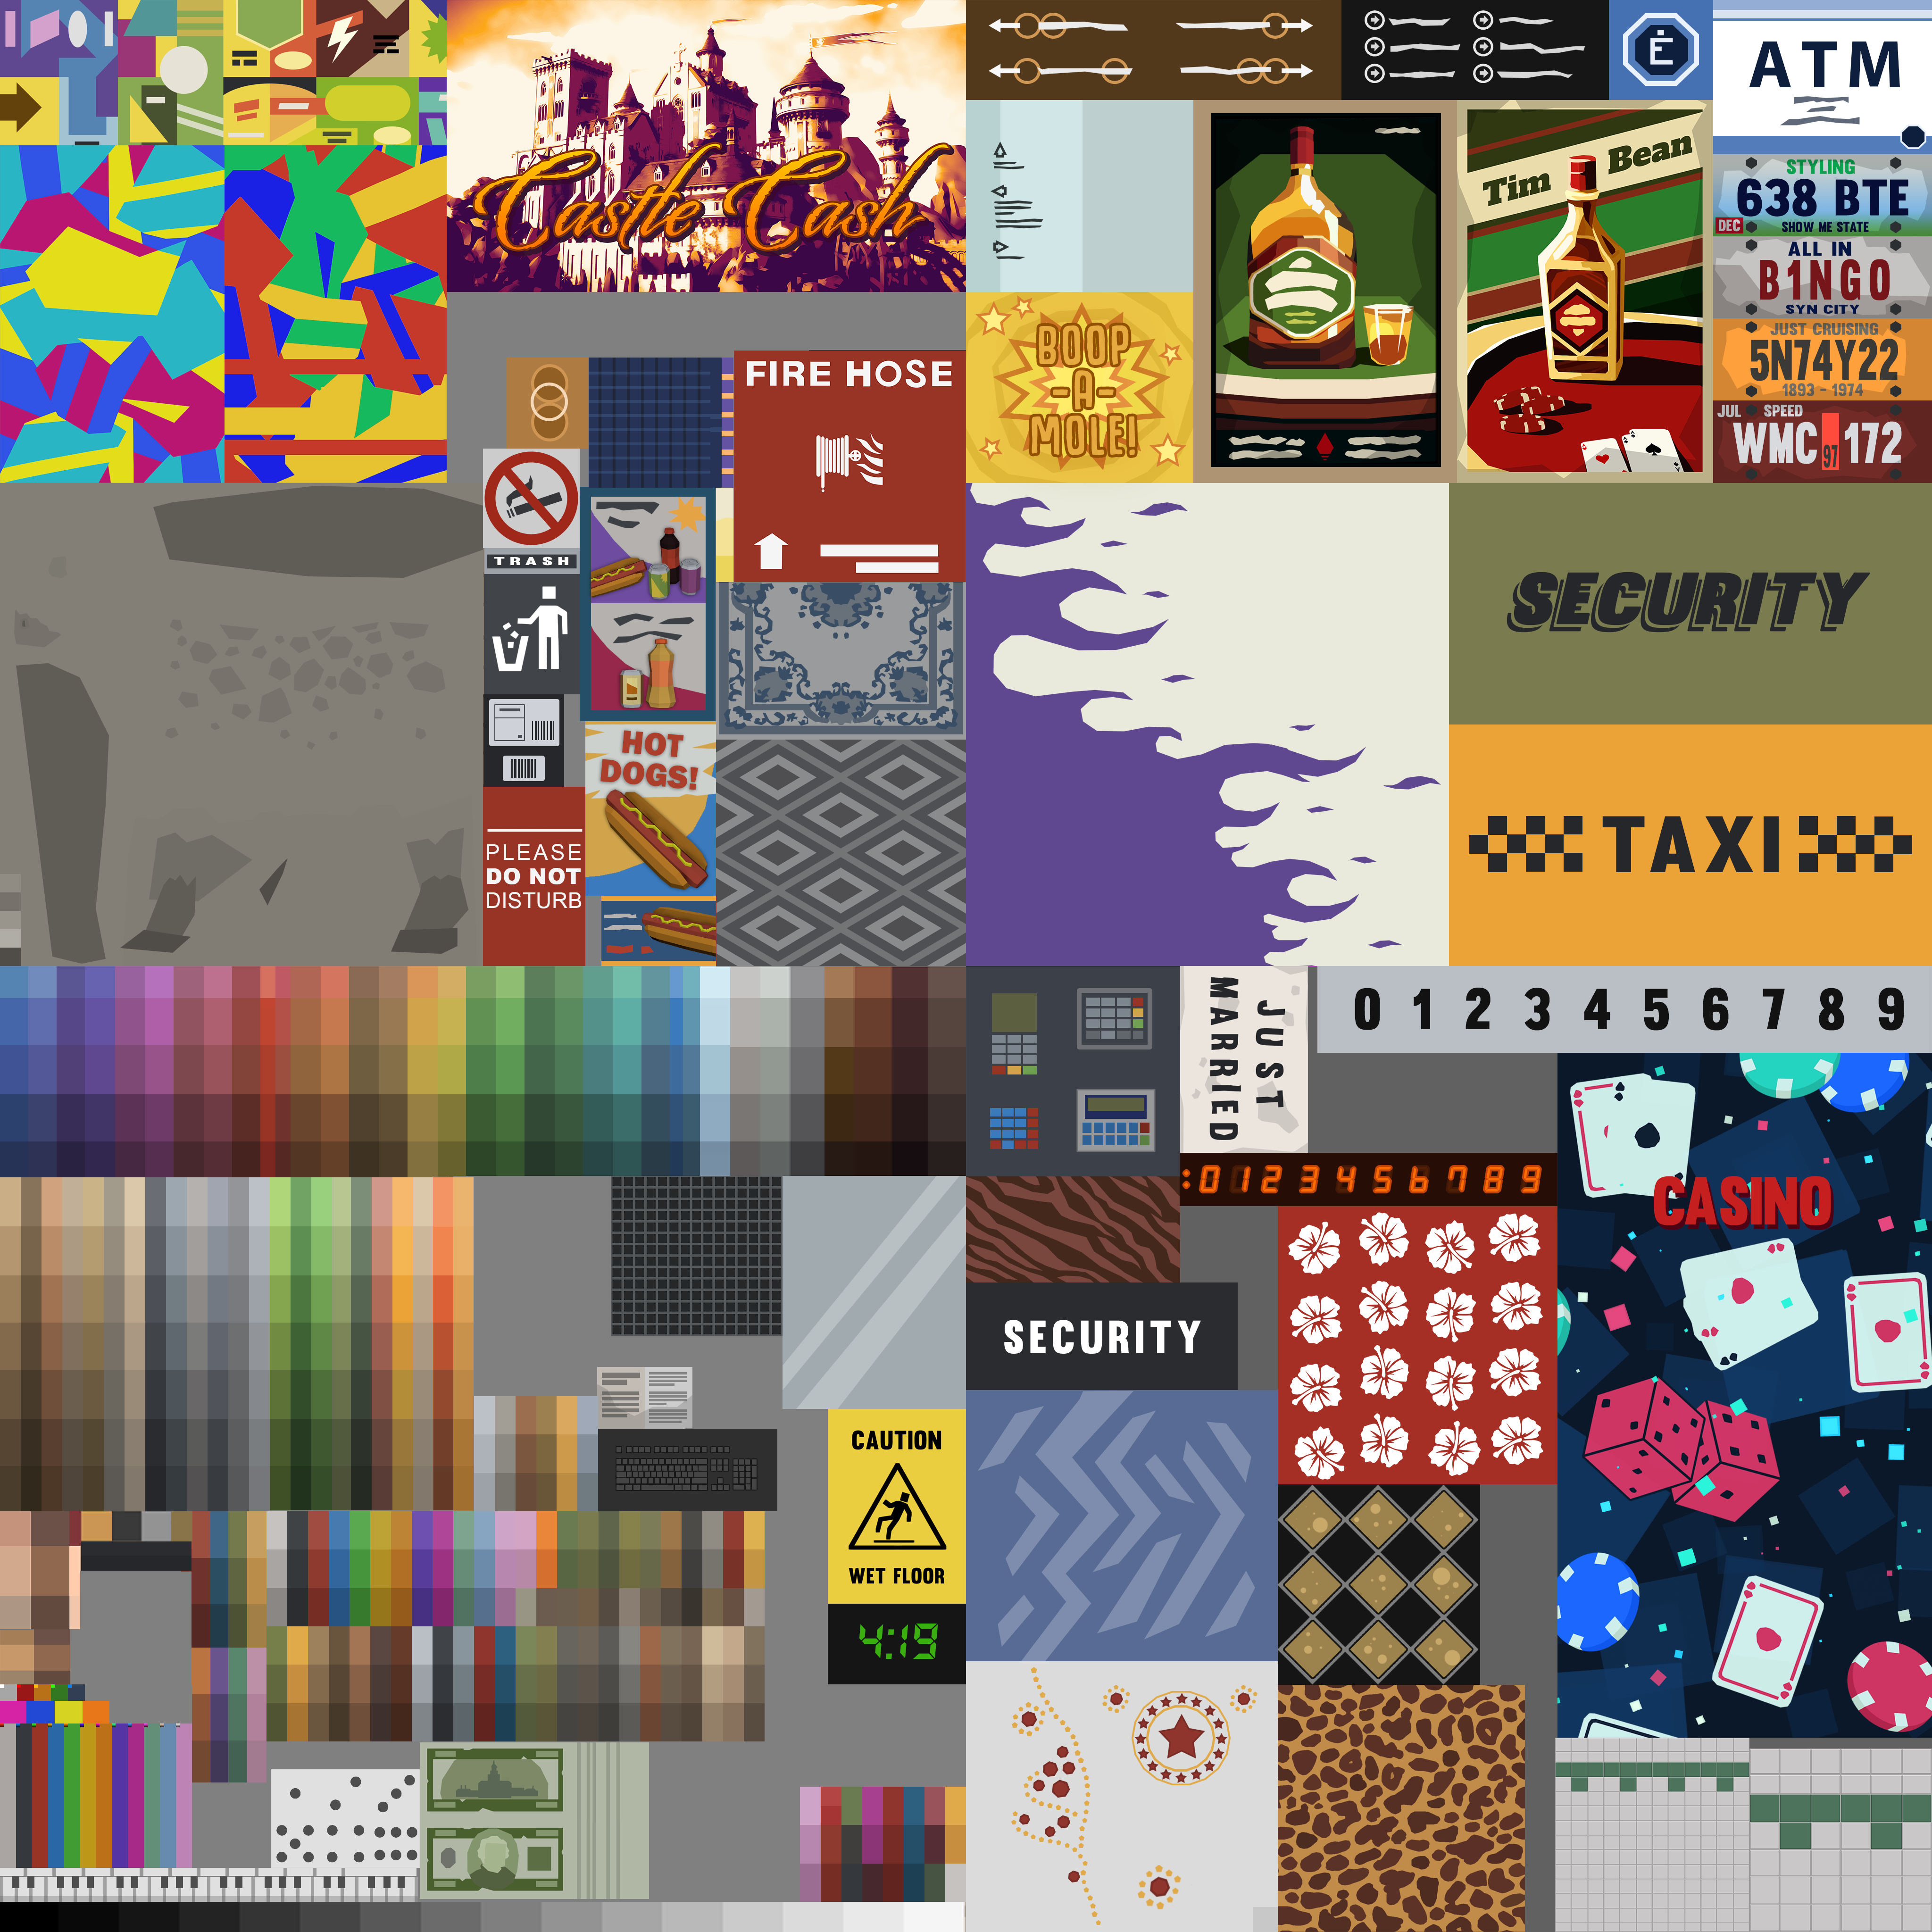 Castle Cash
Ė
ATM
STYLING
638 BTE
DEC
SHOW ME STATE
ALL IN
B1NGO
SYN CITY
JUST CRUISING
5N74Y22
1893 - 1974
JUL SPEED
WMC 97 172
Tim Bean
BOOP
-A-
MOLE!
FIRE HOSE
TRASH
HOT
DOGS!
PLEASE
DO NOT
DISTURB
SECURITY
TAXI
JUST
MARRIED
0 1 2 3 4 5 6 7 8 9
:0 1 2 3 4 5 6 7 8 9
CASINO
SECURITY
CAUTION
WET FLOOR
4:19